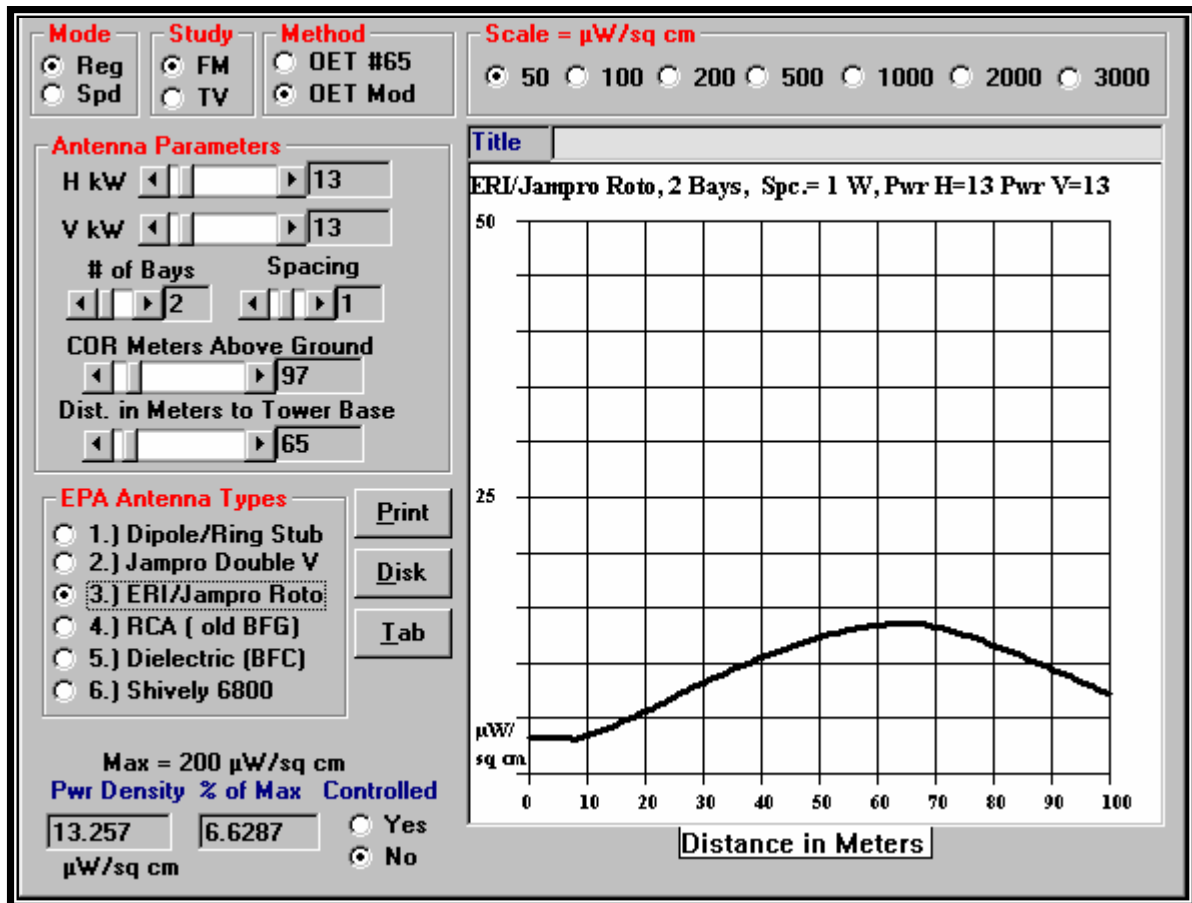 Mode
Reg
Spd
Study
FM
TV
Method
OET #65
OET Mod
Scale = µW/sq cm
50 100 200 500 1000 2000 3000
Antenna Parameters
H kW 13
V kW 13
# of Bays Spacing
2 1
COR Meters Above Ground
97
Dist. in Meters to Tower Base
65
EPA Antenna Types
1.) Dipole/Ring Stub
2.) Jampro Double V
3.) ERI/Jampro Roto
4.) RCA ( old BFG)
5.) Dielectric (BFC)
6.) Shively 6800
Print
Disk
Tab
Max = 200 µW/sq cm
Pwr Density % of Max Controlled
13.257 6.6287 Yes
No
µW/sq cm
Title
ERI/Jampro Roto, 2 Bays, Spc.= 1 W, Pwr H=13 Pwr V=13
50
25
µW/
sq cm
0 10 20 30 40 50 60 70 80 90 100
Distance in Meters